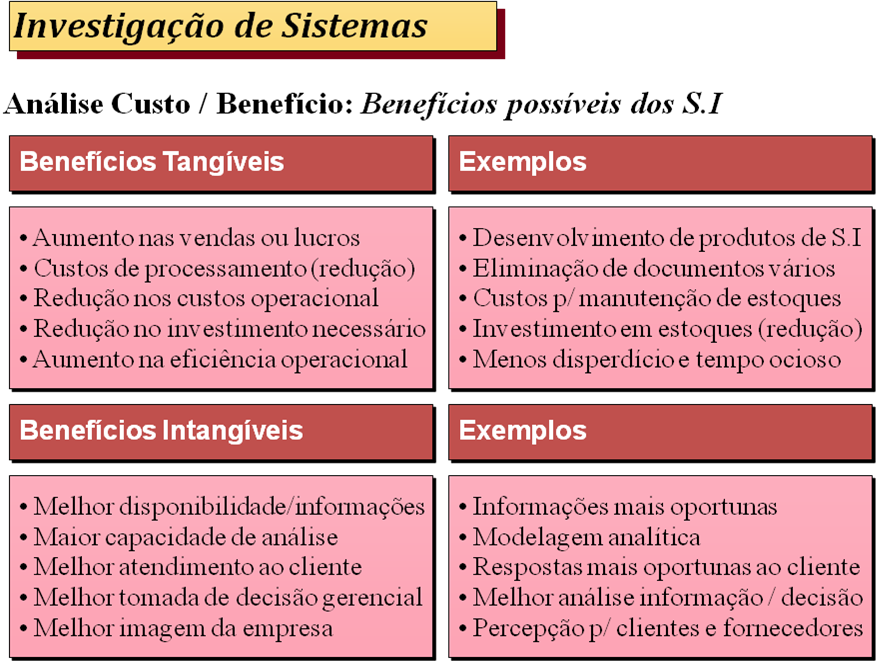 Investigação de Sistemas
Análise Custo / Benefício: Benefícios possíveis dos S.I
Benefícios Tangíveis
• Aumento nas vendas ou lucros
• Custos de processamento (redução)
• Redução nos custos operacional
• Redução no investimento necessário
• Aumento na eficiência operacional
Exemplos
• Desenvolvimento de produtos de S.I
• Eliminação de documentos vários
• Custos p/ manutenção de estoques
• Investimento em estoques (redução)
• Menos disperdício e tempo ocioso
Benefícios Intangíveis
• Melhor disponibilidade/informações
• Maior capacidade de análise
• Melhor atendimento ao cliente
• Melhor tomada de decisão gerencial
• Melhor imagem da empresa
Exemplos
• Informações mais oportunas
• Modelagem analítica
• Respostas mais oportunas ao cliente
• Melhor análise informação / decisão
• Percepção p/ clientes e fornecedores